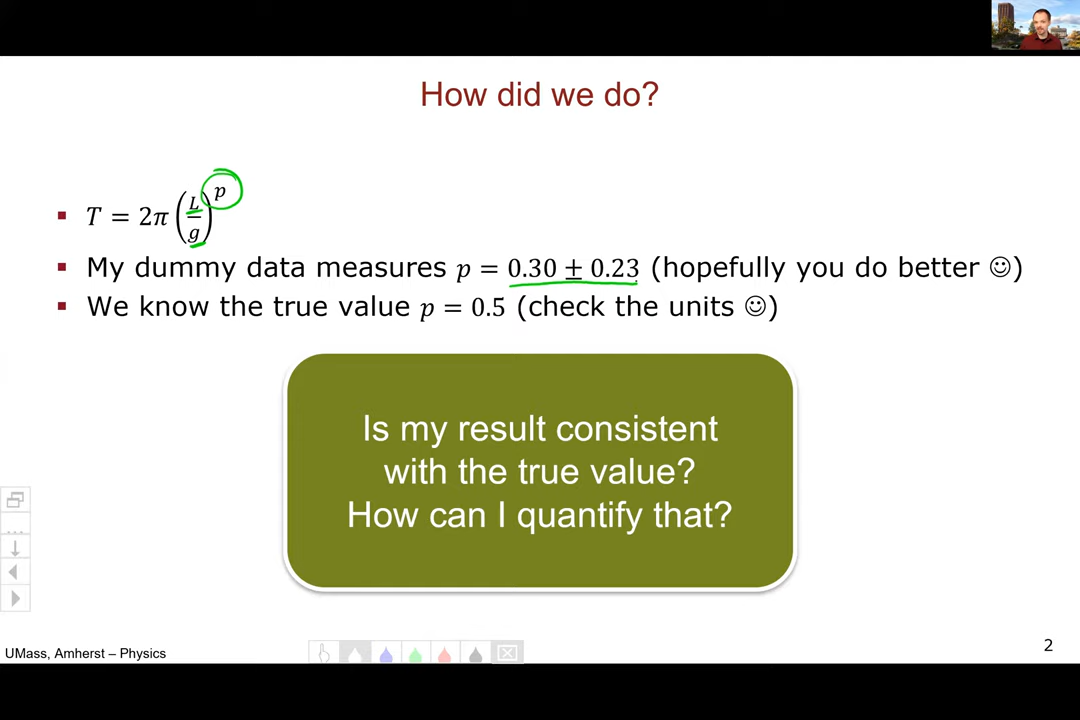 How did we do?
▪ T = 2π (L/g)^p
▪ My dummy data measures p = 0.30 ± 0.23 (hopefully you do better ☺)
▪ We know the true value p = 0.5 (check the units ☺)
Is my result consistent
with the true value?
How can I quantify that?
UMass, Amherst – Physics
2